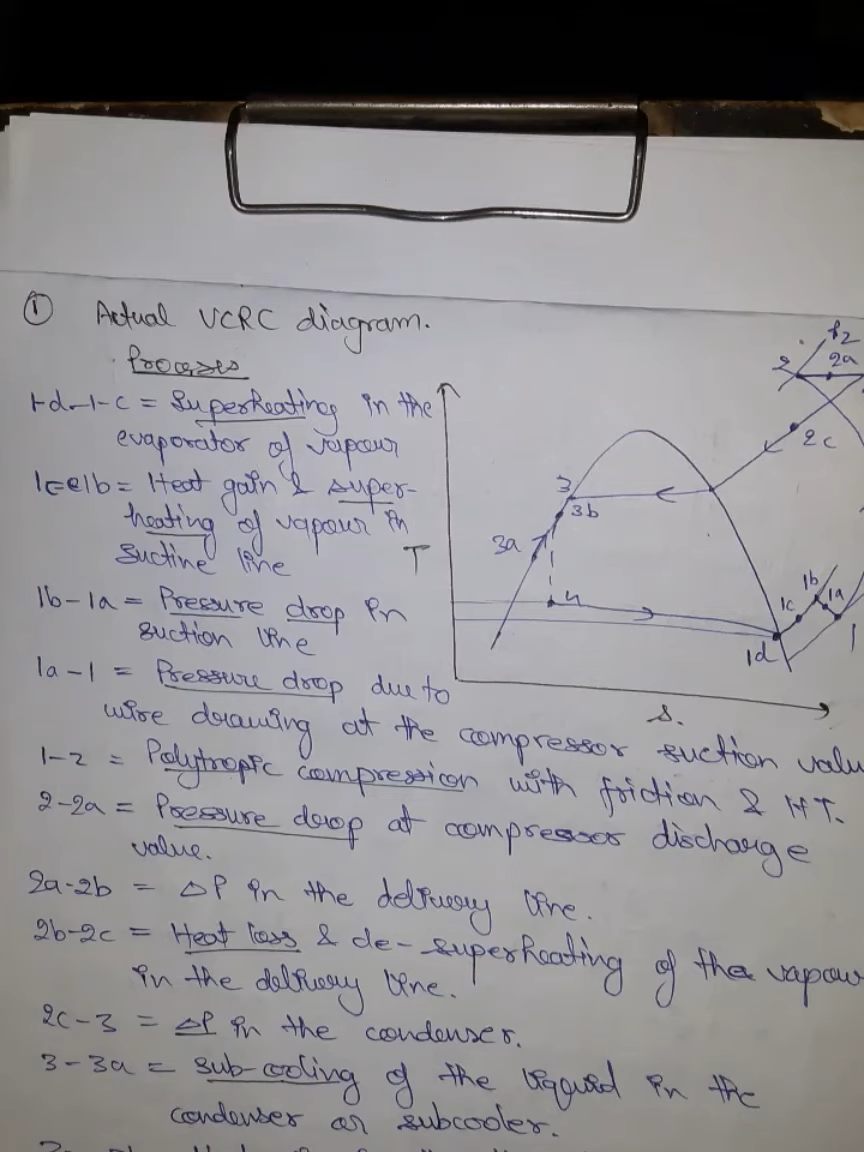 ① Actual VCRC diagram.
Processes
1-d-1-c = Superheating in the
evaporator of vapour
1c-1b = Heat gain & super-
heating of vapour in
suctine line
1b-1a = Pressure drop in
suction line
1a-1 = Pressure drop due to
wire drawing at the compressor suction valu
1-2 = Polytropic compression with friction & HT.
2-2a = Pressure drop at compressor discharge
value.
2a-2b = ΔP in the delivery line.
2b-2c = Heat loss & de-superheating of the vapour
in the delivery line.
2c-3 = ΔP in the condenser.
3-3a = sub-cooling of the liquid in the
condenser or subcooler.
P2
2
2a
2c
3
3b
3a
T
4
1b
1c
1a
1d
1
s.